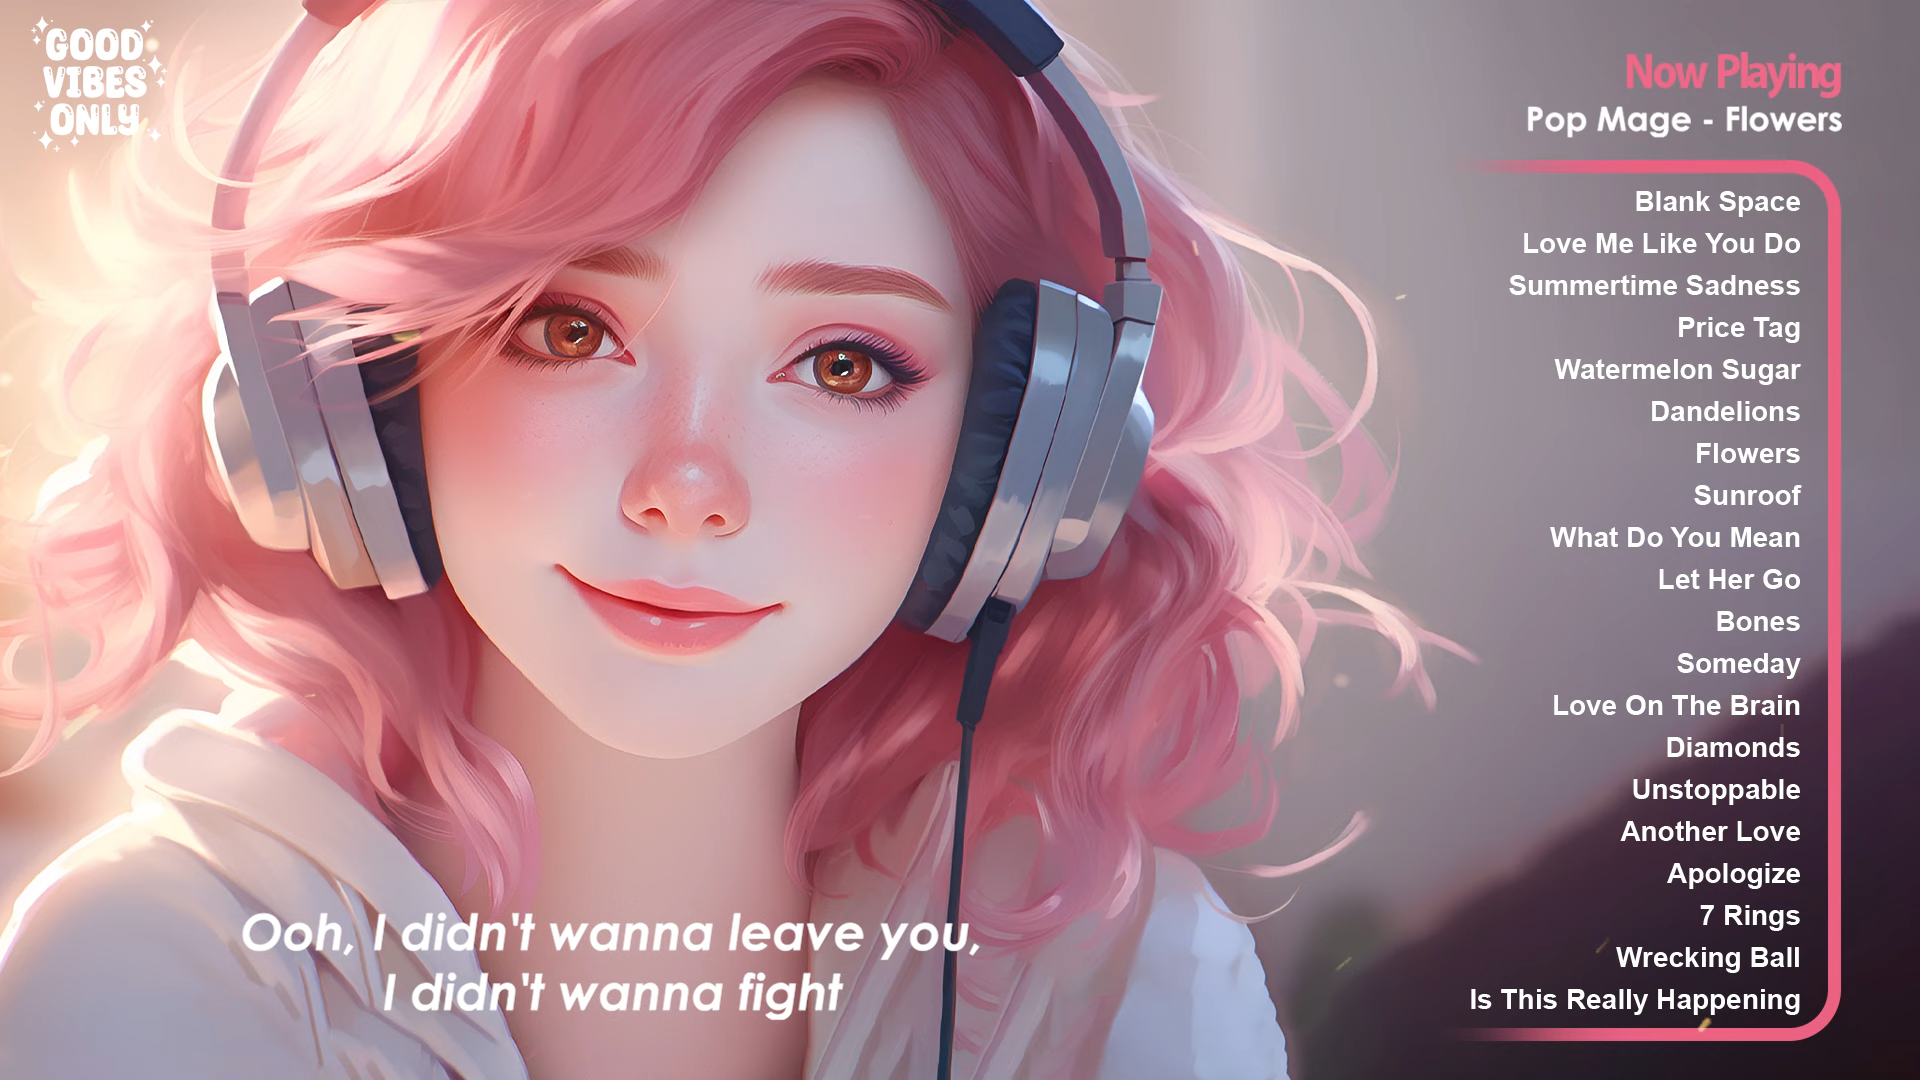 GOOD
VIBES
ONLY
Now Playing
Pop Mage - Flowers
Blank Space
Love Me Like You Do
Summertime Sadness
Price Tag
Watermelon Sugar
Dandelions
Flowers
Sunroof
What Do You Mean
Let Her Go
Bones
Someday
Love On The Brain
Diamonds
Unstoppable
Another Love
Apologize
7 Rings
Wrecking Ball
Is This Really Happening
Ooh, I didn't wanna leave you,
I didn't wanna fight